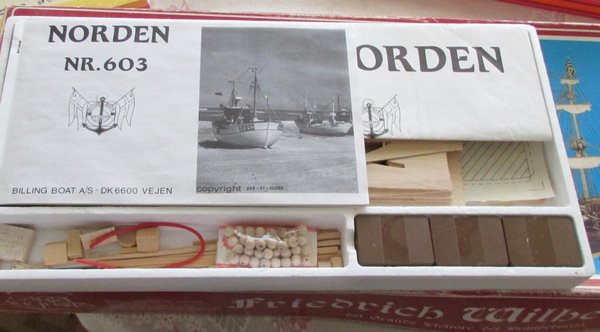 NORDEN
NR.603
BILLING BOAT A/S · DK6600 VEJEN
copyright
ORDEN
Friedrich Wilhe